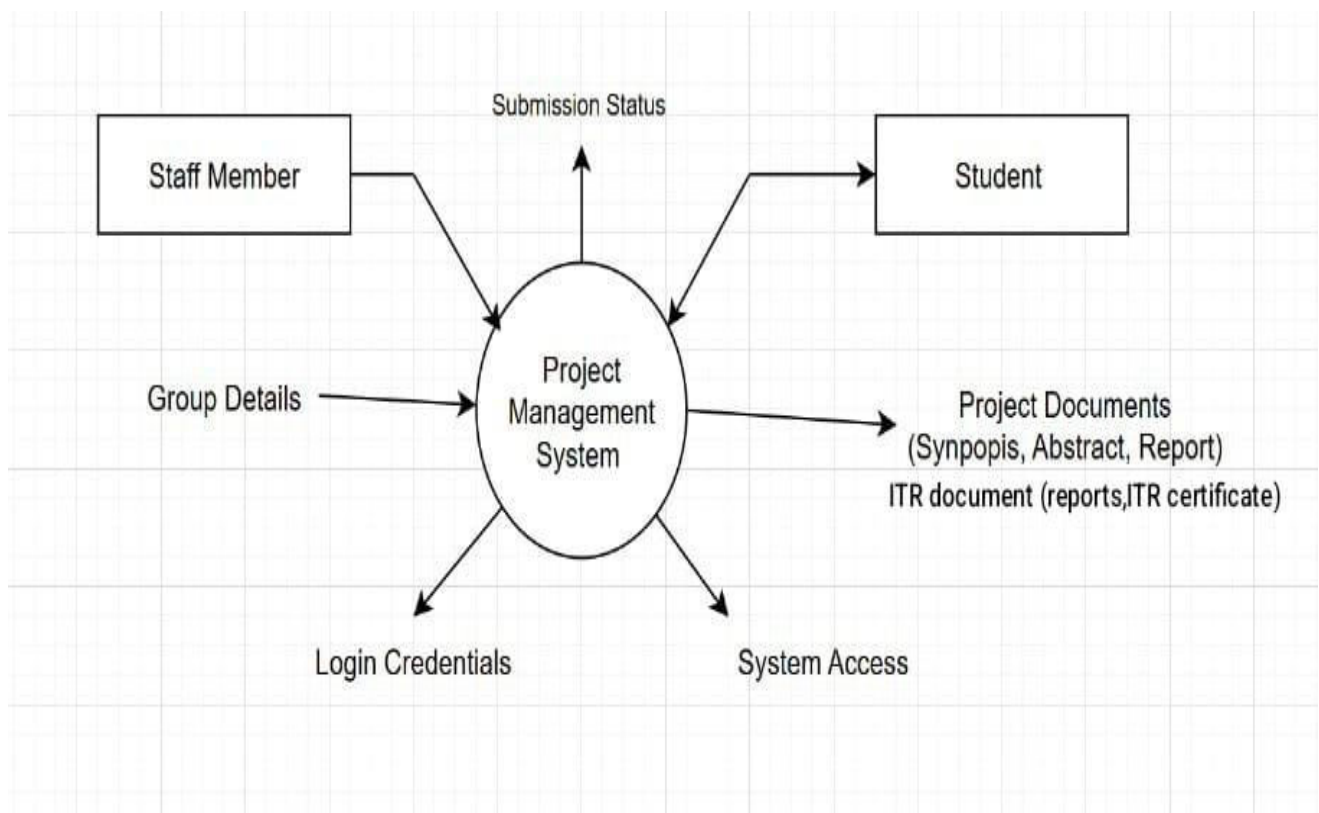 Submission Status
Staff Member
Student
Project
Management
System
Group Details
Project Documents
(Synpopis, Abstract, Report)
ITR document (reports,ITR certificate)
Login Credentials
System Access